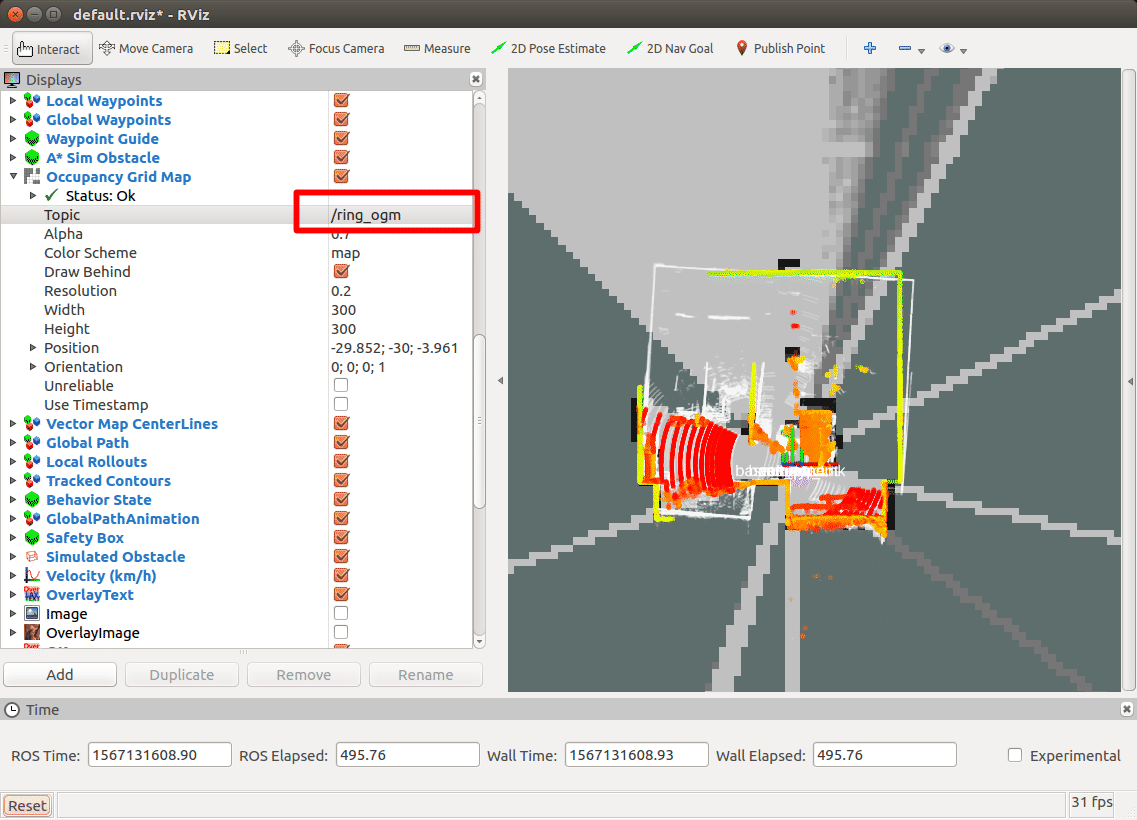 default.rviz* - RViz
Interact Move Camera Select Focus Camera Measure 2D Pose Estimate 2D Nav Goal Publish Point
Displays
Local Waypoints
Global Waypoints
Waypoint Guide
A* Sim Obstacle
Occupancy Grid Map
Status: Ok
Topic /ring_ogm
Alpha 0.7
Color Scheme map
Draw Behind
Resolution 0.2
Width 300
Height 300
Position -29.852; -30; -3.961
Orientation 0; 0; 0; 1
Unreliable
Use Timestamp
Vector Map CenterLines
Global Path
Local Rollouts
Tracked Contours
Behavior State
GlobalPathAnimation
Safety Box
Simulated Obstacle
Velocity (km/h)
OverlayText
Image
OverlayImage
Add Duplicate Remove Rename
Time
ROS Time: 1567131608.90 ROS Elapsed: 495.76 Wall Time: 1567131608.93 Wall Elapsed: 495.76 Experimental
Reset 31 fps